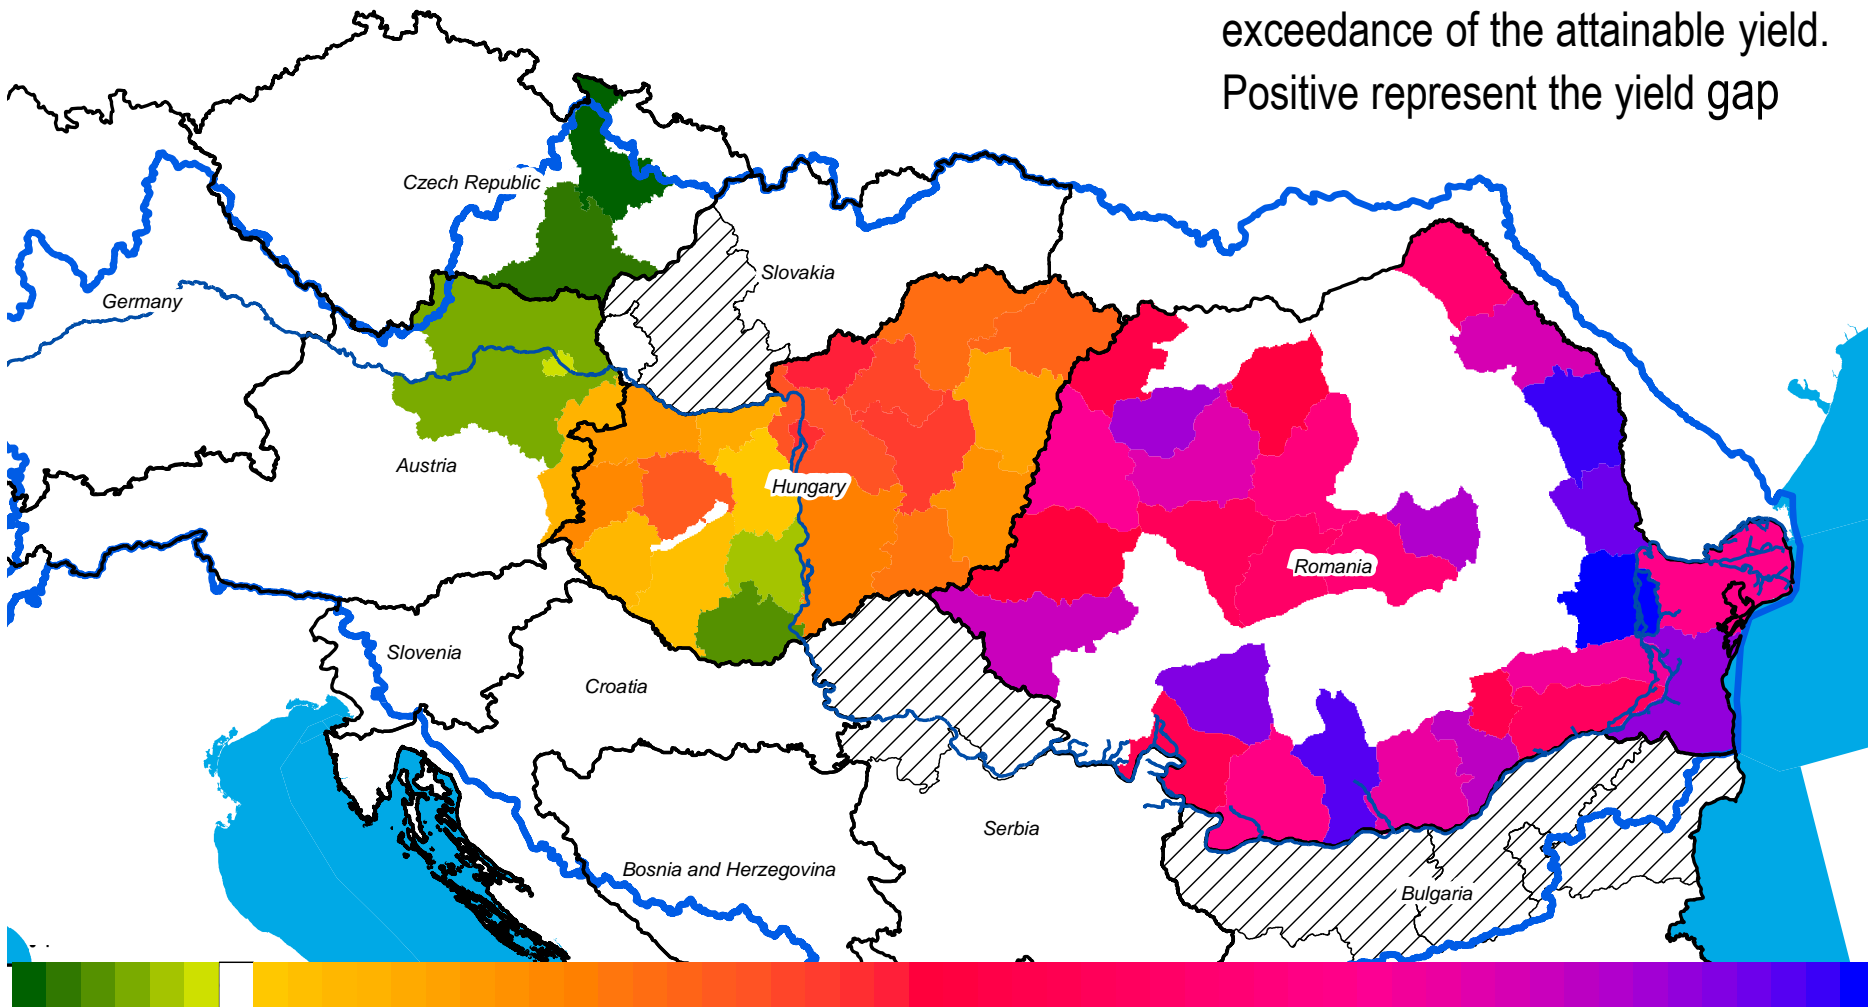 exceedance of the attainable yield.
Positive represent the yield gap
Czech Republic
Slovakia
Germany
Austria
Hungary
Romania
Slovenia
Croatia
Serbia
Bosnia and Herzegovina
Bulgaria